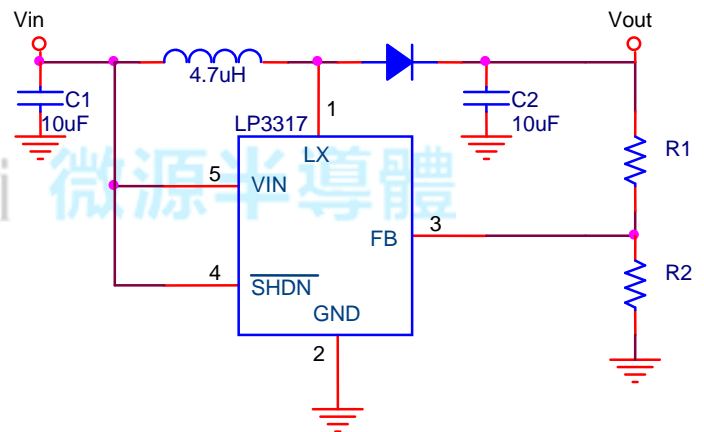 Vin
Vout
4.7uH
C1
10uF
C2
10uF
1
LP3317
LX
R1
i 微源半導體
5
VIN
3
FB
4
SHDN
R2
GND
2